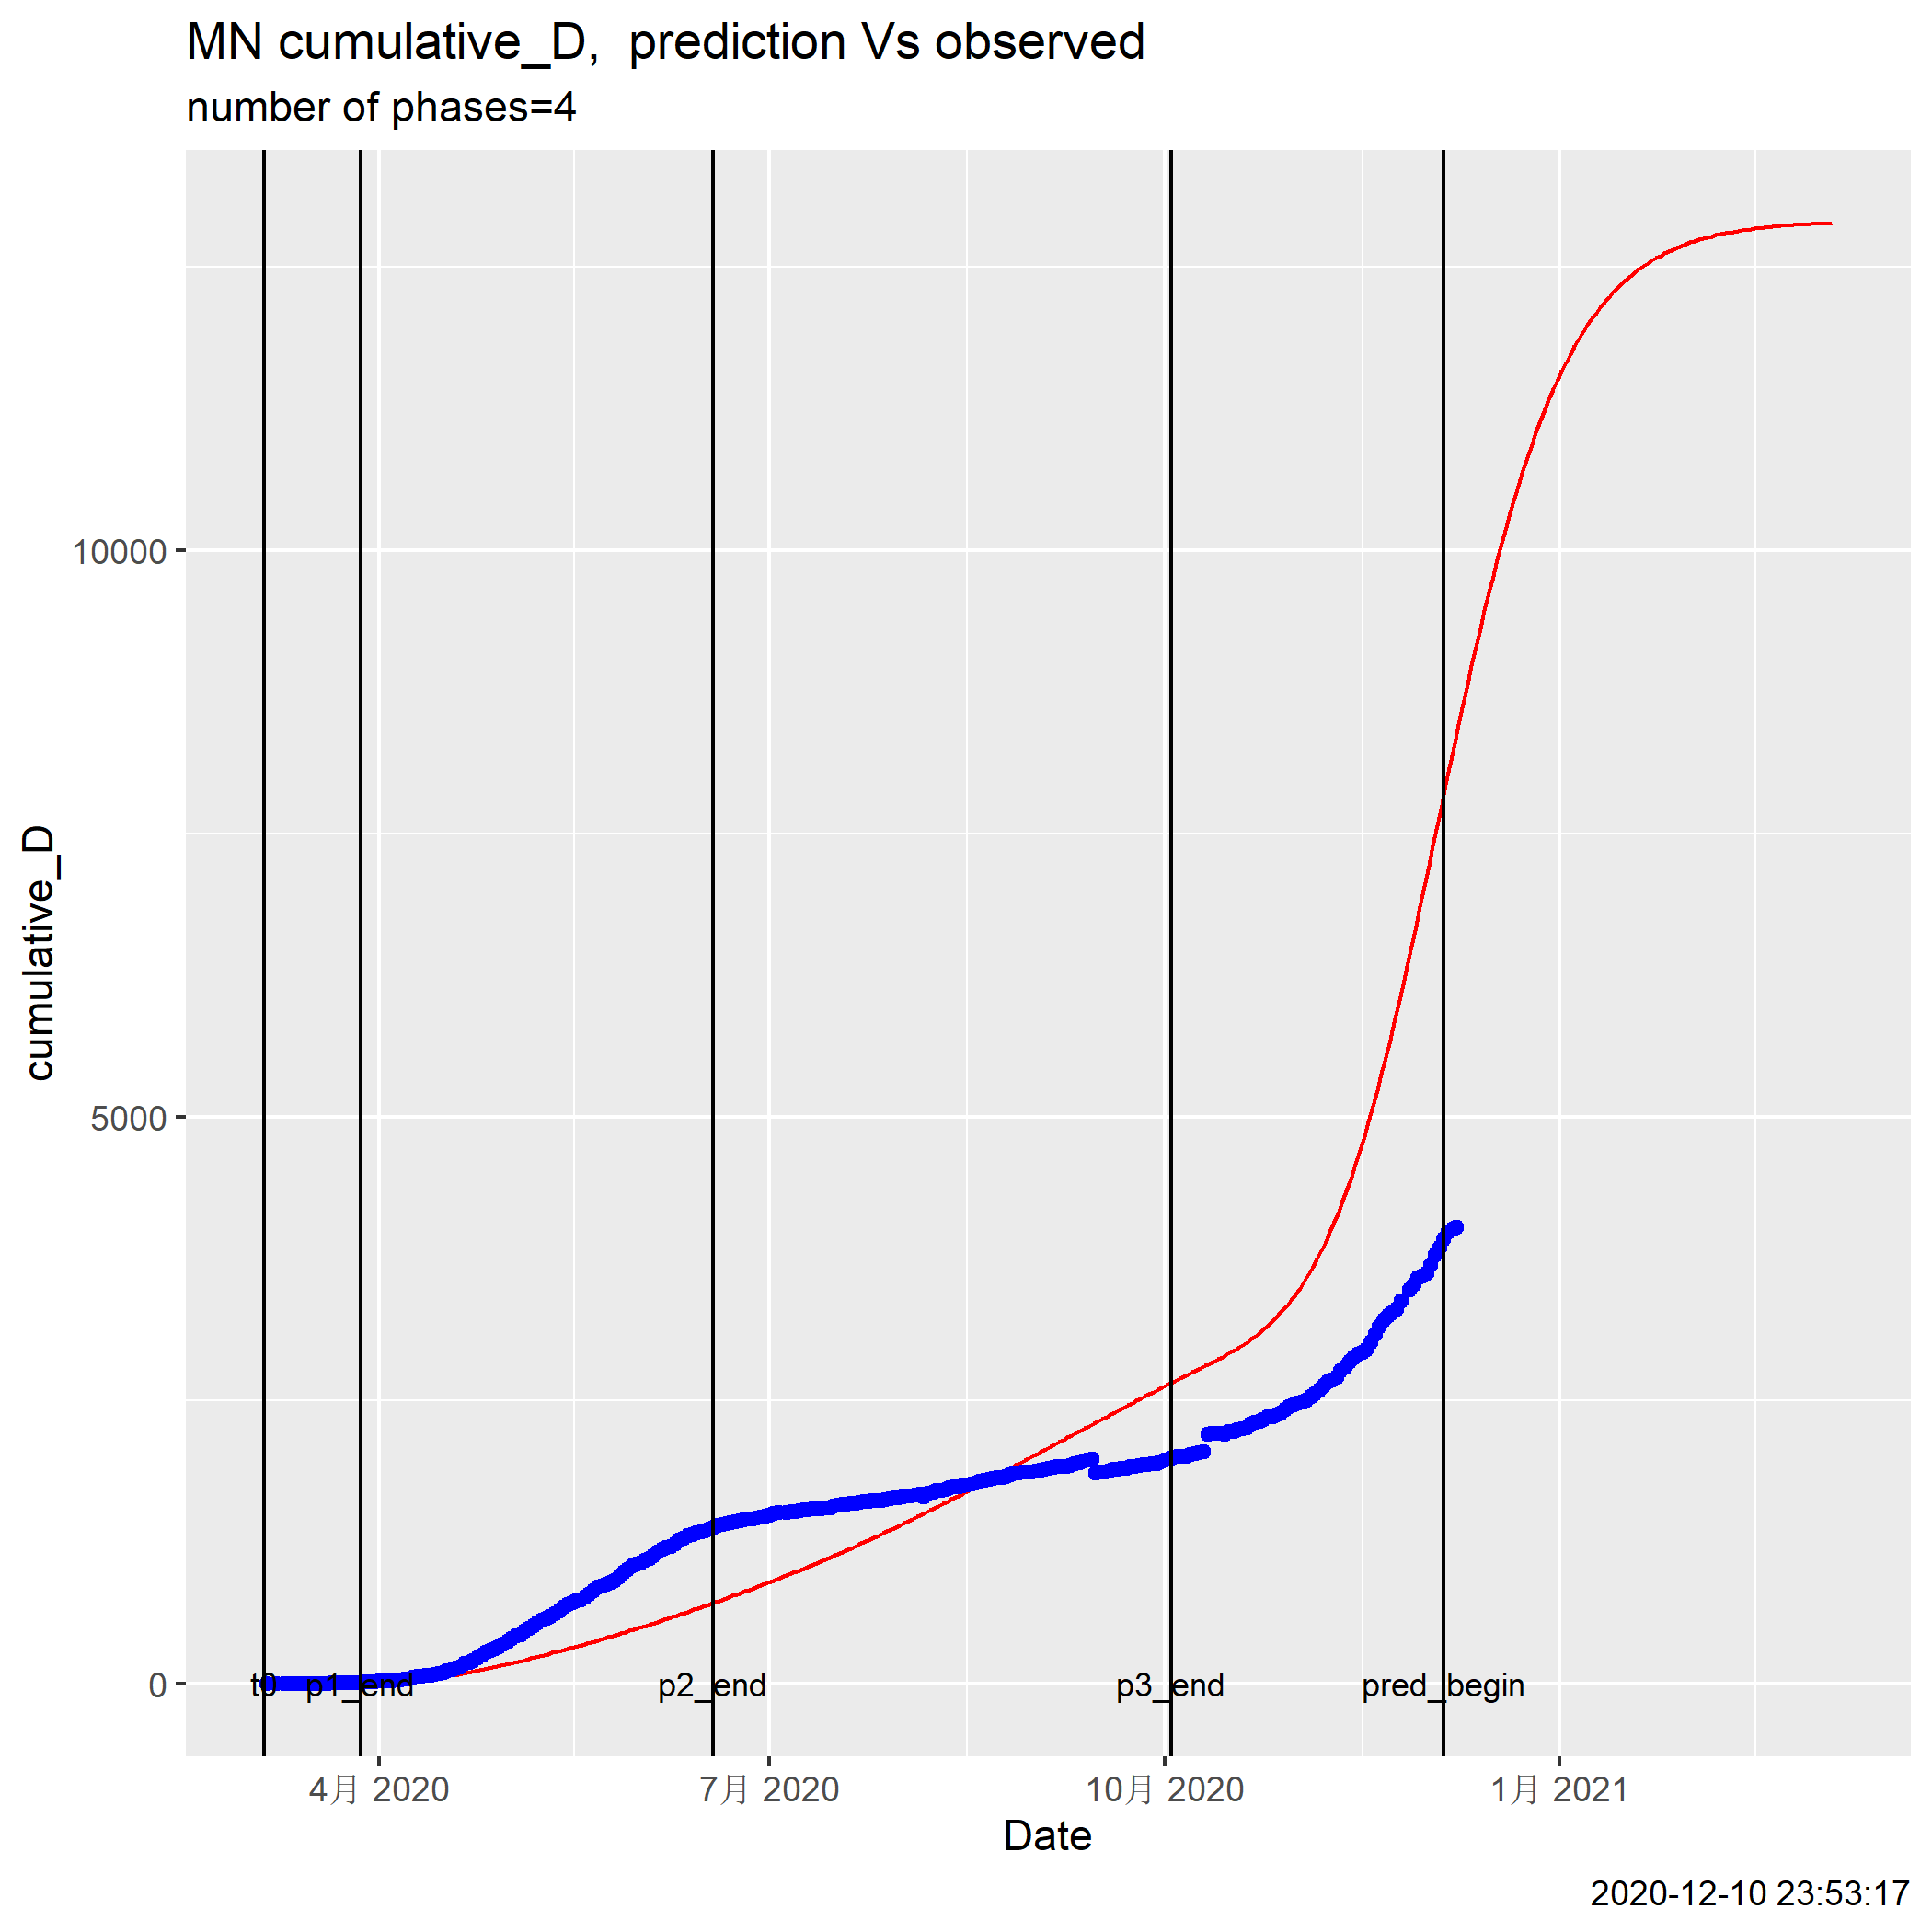 MN cumulative_D,  prediction Vs observed
number of phases=4
cumulative_D
10000
5000
0
t0 p1_end p2_end p3_end pred_begin
4月 2020 7月 2020 10月 2020 1月 2021
Date
2020-12-10 23:53:17